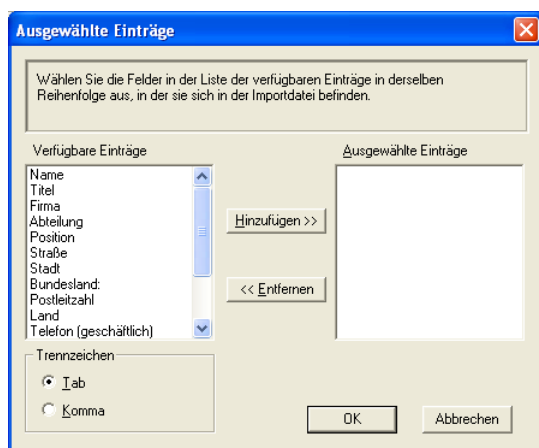 Ausgewählte Einträge
Wählen Sie die Felder in der Liste der verfügbaren Einträge in derselben
Reihenfolge aus, in der sie sich in der Importdatei befinden.
Verfügbare Einträge
Ausgewählte Einträge
Name
Titel
Firma
Abteilung
Position
Straße
Stadt
Bundesland:
Postleitzahl
Land
Telefon (geschäftlich)
Hinzufügen >>
<< Entfernen
Trennzeichen
Tab
Komma
OK
Abbrechen